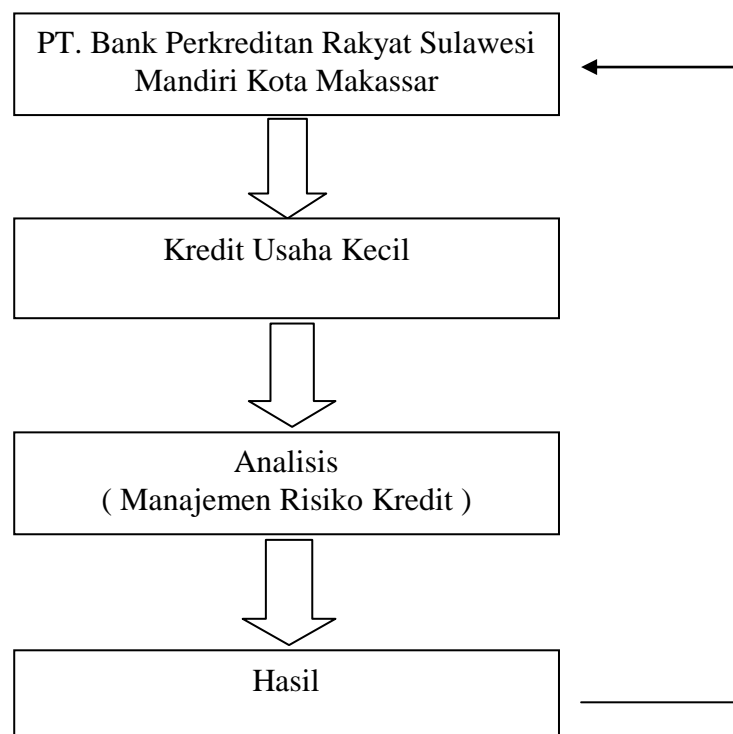 PT. Bank Perkreditan Rakyat Sulawesi
Mandiri Kota Makassar
Kredit Usaha Kecil
Analisis
( Manajemen Risiko Kredit )
Hasil